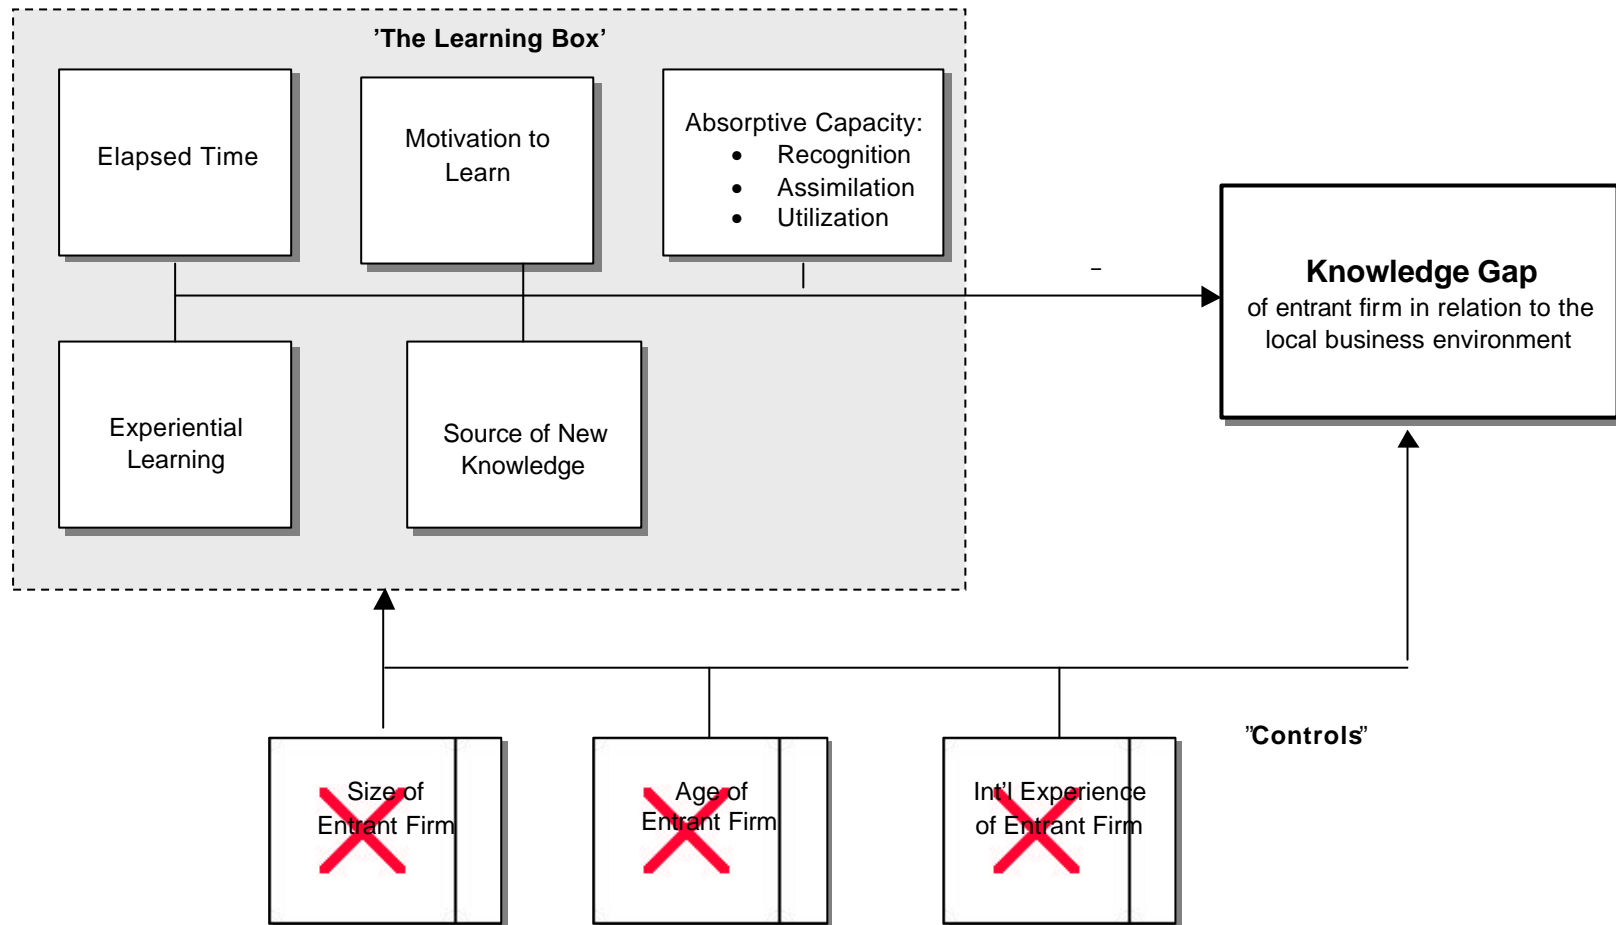 ’The Learning Box’
Elapsed Time
Motivation to
Learn
Absorptive Capacity:
• Recognition
• Assimilation
• Utilization
–
Knowledge Gap
of entrant firm in relation to the
local business environment
Experiential
Learning
Source of New
Knowledge
”Controls”
Size of
Entrant Firm
Age of
Entrant Firm
Int’l Experience
of Entrant Firm